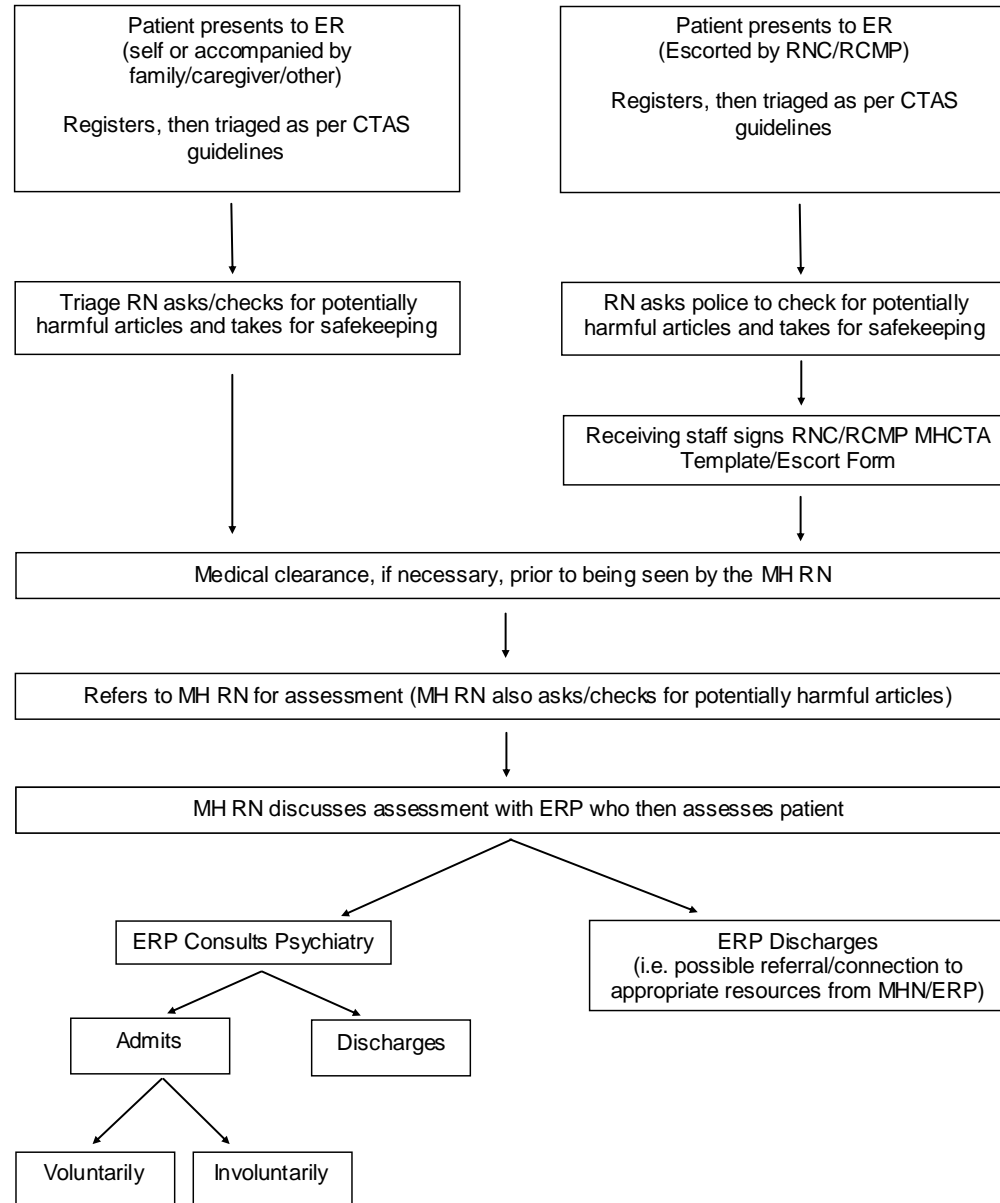 Patient presents to ER
(self or accompanied by
family/caregiver/other)
Registers, then triaged as per CTAS
guidelines
Patient presents to ER
(Escorted by RNC/RCMP)
Registers, then triaged as per CTAS
guidelines
Triage RN asks/checks for potentially
harmful articles and takes for safekeeping
RN asks police to check for potentially
harmful articles and takes for safekeeping
Receiving staff signs RNC/RCMP MHCTA
Template/Escort Form
Medical clearance, if necessary, prior to being seen by the MH RN
Refers to MH RN for assessment (MH RN also asks/checks for potentially harmful articles)
MH RN discusses assessment with ERP who then assesses patient
ERP Consults Psychiatry
ERP Discharges
(i.e. possible referral/connection to
appropriate resources from MHN/ERP)
Admits
Discharges
Voluntarily
Involuntarily